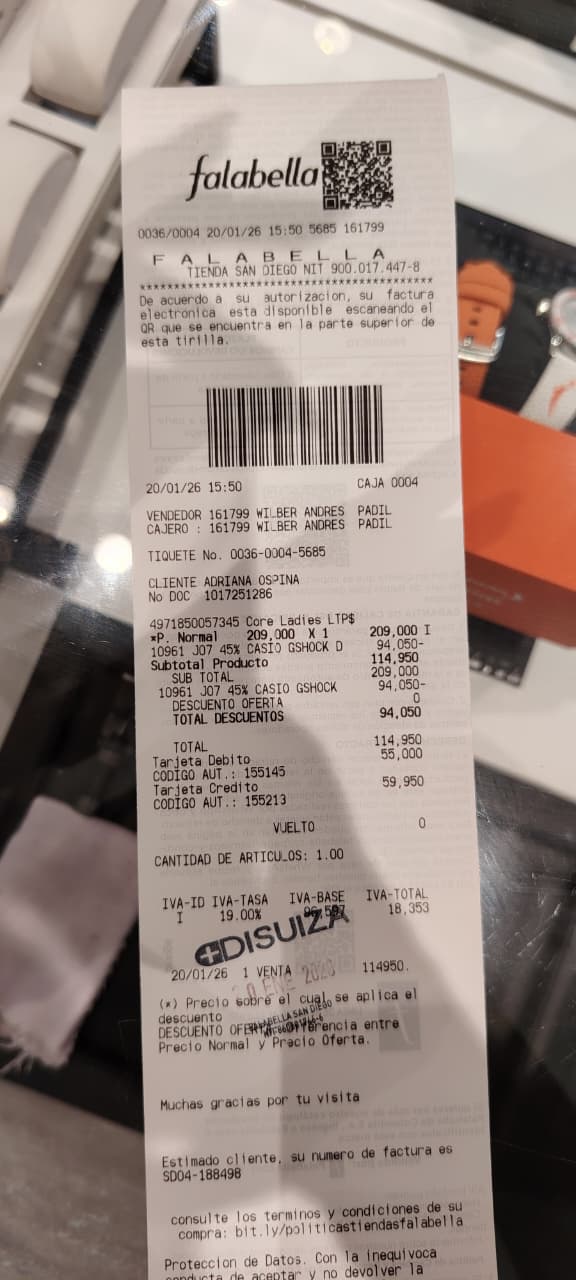 falabella
0036/0004 20/01/26 15:50 5685 161799
F A L A B E L L A
TIENDA SAN DIEGO NIT 900.017.447-8
****************************************
De acuerdo a su autorizacion, su factura
electronica esta disponible escaneando el
QR que se encuentra en la parte superior de
esta tirilla.
20/01/26 15:50 CAJA 0004
VENDEDOR 161799 WILBER ANDRES PADIL
CAJERO : 161799 WILBER ANDRES PADIL
TIQUETE No. 0036-0004-5685
CLIENTE ADRIANA OSPINA
No DOC 1017251286
4971850057345 Core Ladies LTP$
*P. Normal 209,000 X 1 209,000 I
10961 J07 45% CASIO GSHOCK D 94,050-
Subtotal Producto 114,950
SUB TOTAL 209,000
10961 J07 45% CASIO GSHOCK 94,050-
DESCUENTO OFERTA 0
TOTAL DESCUENTOS 94,050
TOTAL 114,950
Tarjeta Debito 55,000
CODIGO AUT.: 155145
Tarjeta Credito 59,950
CODIGO AUT.: 155213
VUELTO 0
CANTIDAD DE ARTICULOS: 1.00
IVA-ID IVA-TASA IVA-BASE IVA-TOTAL
I 19.00% 96,597 18,353
DISUIZA
20/01/26 1 VENTA 114950.
0 ENE 2026
(*) Precio sobre el cual se aplica el
descuento
FALABELLA SAN DIEGO
DESCUENTO OFERTA: Diferencia entre
Precio Normal y Precio Oferta.
Muchas gracias por tu visita
Estimado cliente, su numero de factura es
SD04-188498
consulte los terminos y condiciones de su
compra: bit.ly/politicastiendasfalabella
Proteccion de Datos. Con la inequivoca
conducta de aceptar y no devolver la